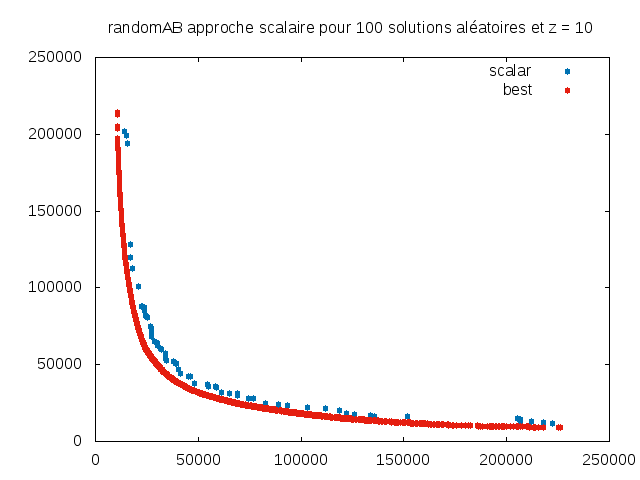 randomAB approche scalaire pour 100 solutions aléatoires et z = 10
250000
200000
150000
100000
50000
0
scalar
best
0 50000 100000 150000 200000 250000